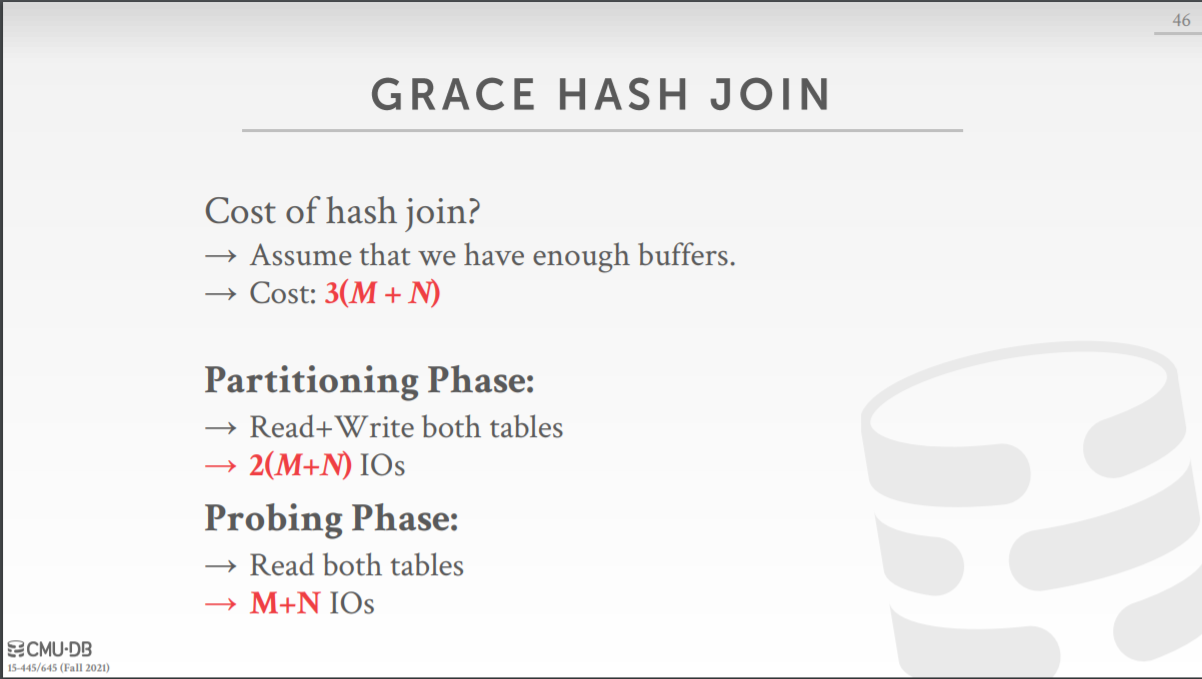 46
GRACE HASH JOIN
Cost of hash join?
→ Assume that we have enough buffers.
→ Cost: 3(M + N)
Partitioning Phase:
→ Read+Write both tables
→ 2(M+N) IOs
Probing Phase:
→ Read both tables
→ M+N IOs
CMU·DB
15-445/645 (Fall 2021)